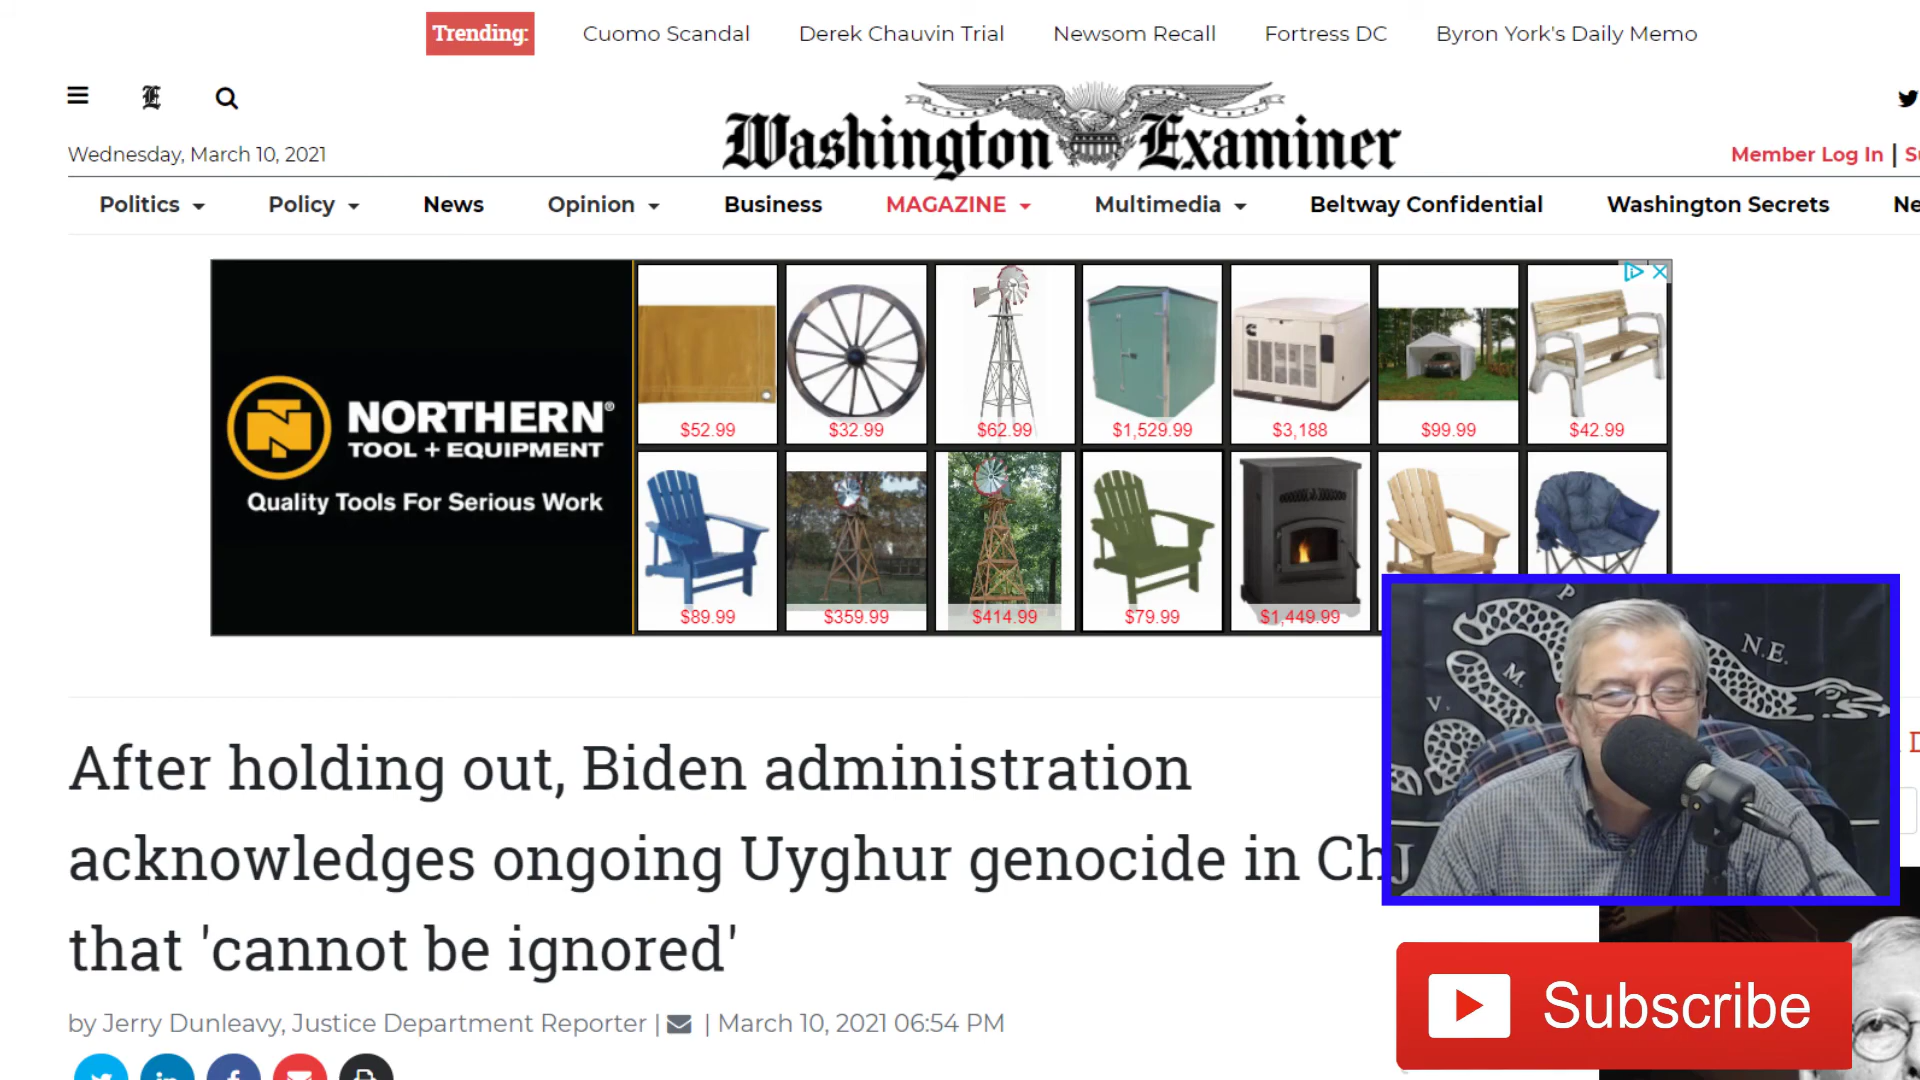 Trending: Cuomo Scandal Derek Chauvin Trial Newsom Recall Fortress DC Byron York's Daily Memo
E
Washington Examiner
Wednesday, March 10, 2021
Member Log In |
Politics Policy News Opinion Business MAGAZINE Multimedia Beltway Confidential Washington Secrets
NORTHERN®
TOOL + EQUIPMENT
Quality Tools For Serious Work
$52.99 $32.99 $62.99 $1,529.99 $3,188 $99.99 $42.99
$89.99 $359.99 $414.99 $79.99 $1,449.99
V. M. P N.E. J
After holding out, Biden administration
acknowledges ongoing Uyghur genocide in Ch
that 'cannot be ignored'
by Jerry Dunleavy, Justice Department Reporter | | March 10, 2021 06:54 PM
Subscribe